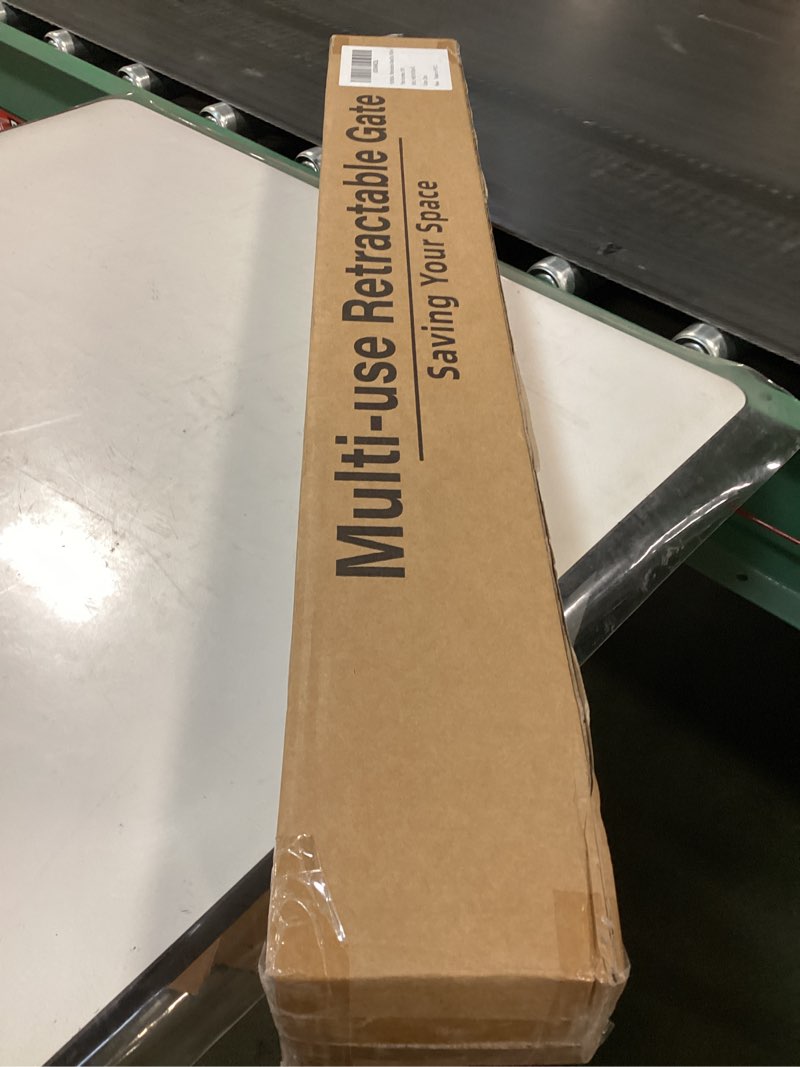 Multi-use Retractable Gate
Saving Your Space